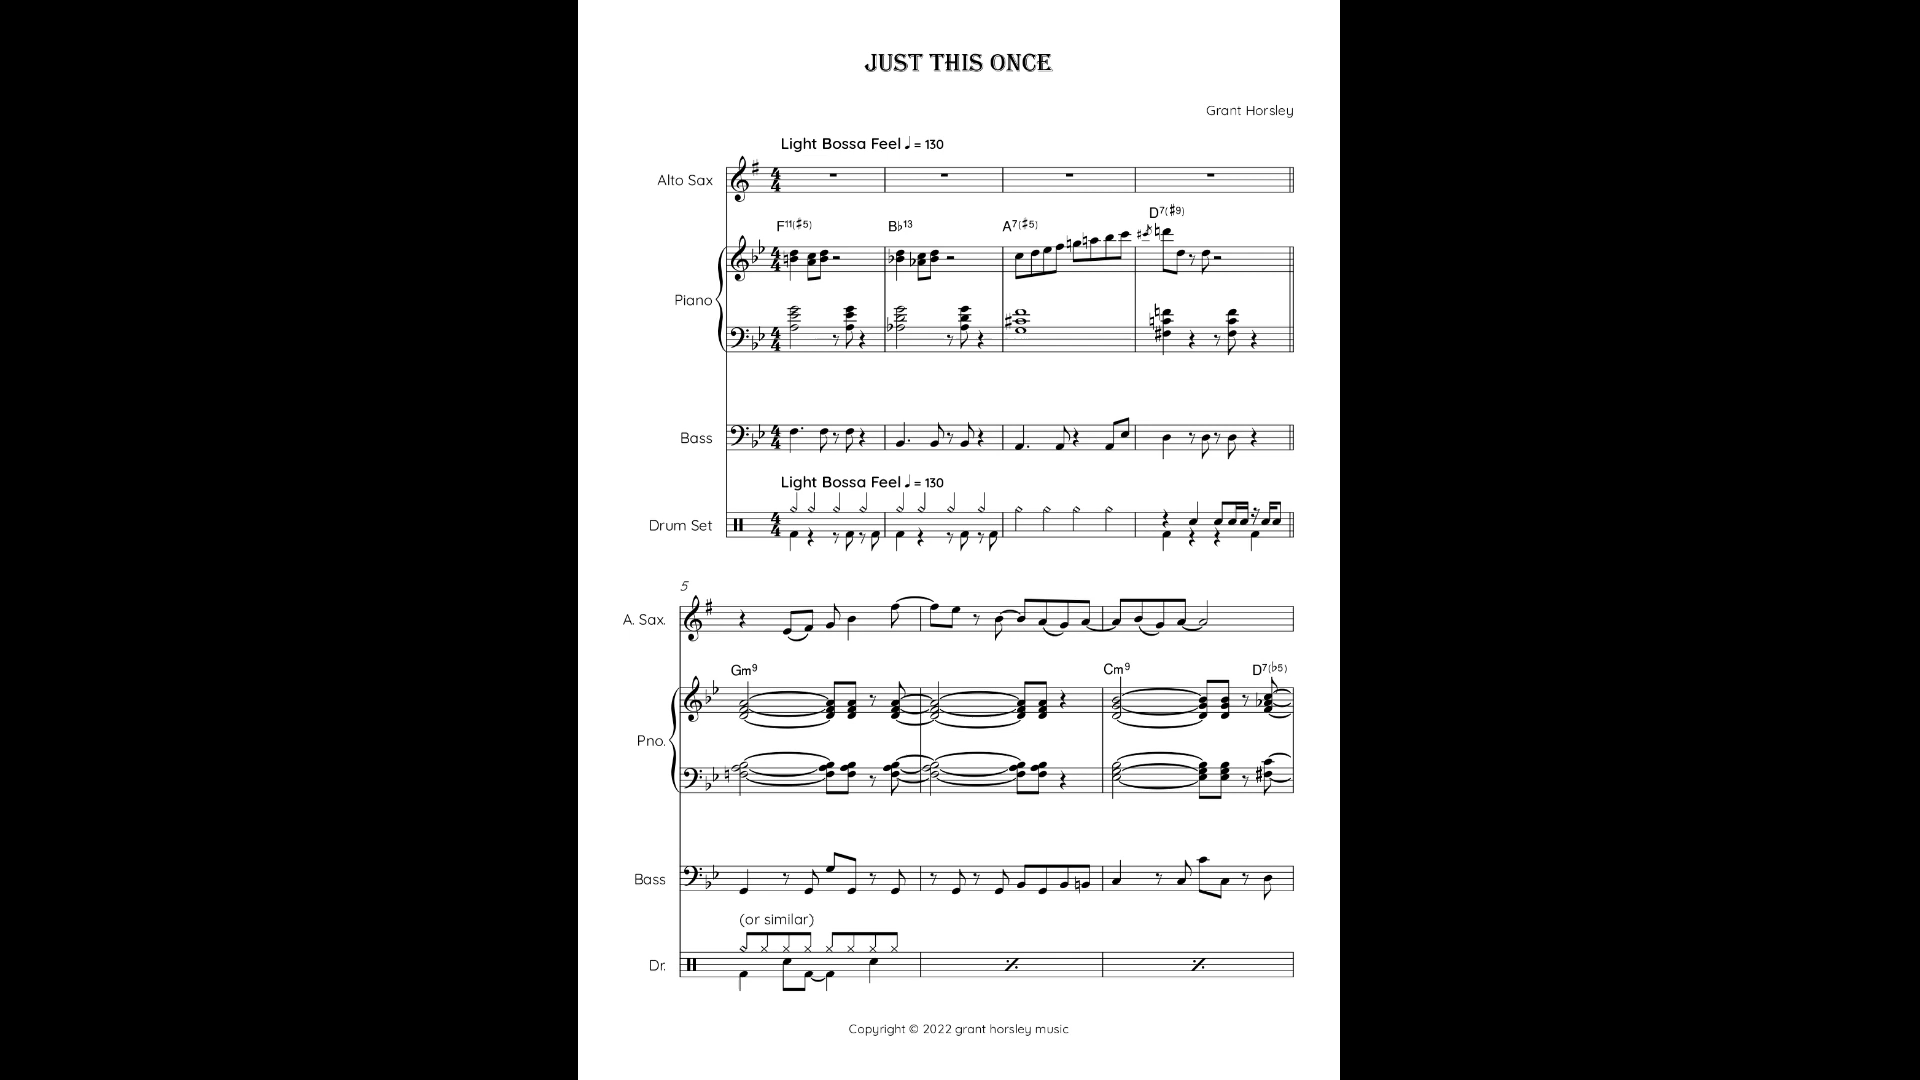 JUST THIS ONCE
Grant Horsley
Light Bossa Feel ♩ = 130
Alto Sax
F11(♯5) B♭13 A7(♯5) D7(♯9)
Piano
Bass
Light Bossa Feel ♩ = 130
Drum Set
5
A. Sax.
Gm9 Cm9 D7(♭5)
Pno.
Bass
(or similar)
Dr.
Copyright © 2022 grant horsley music